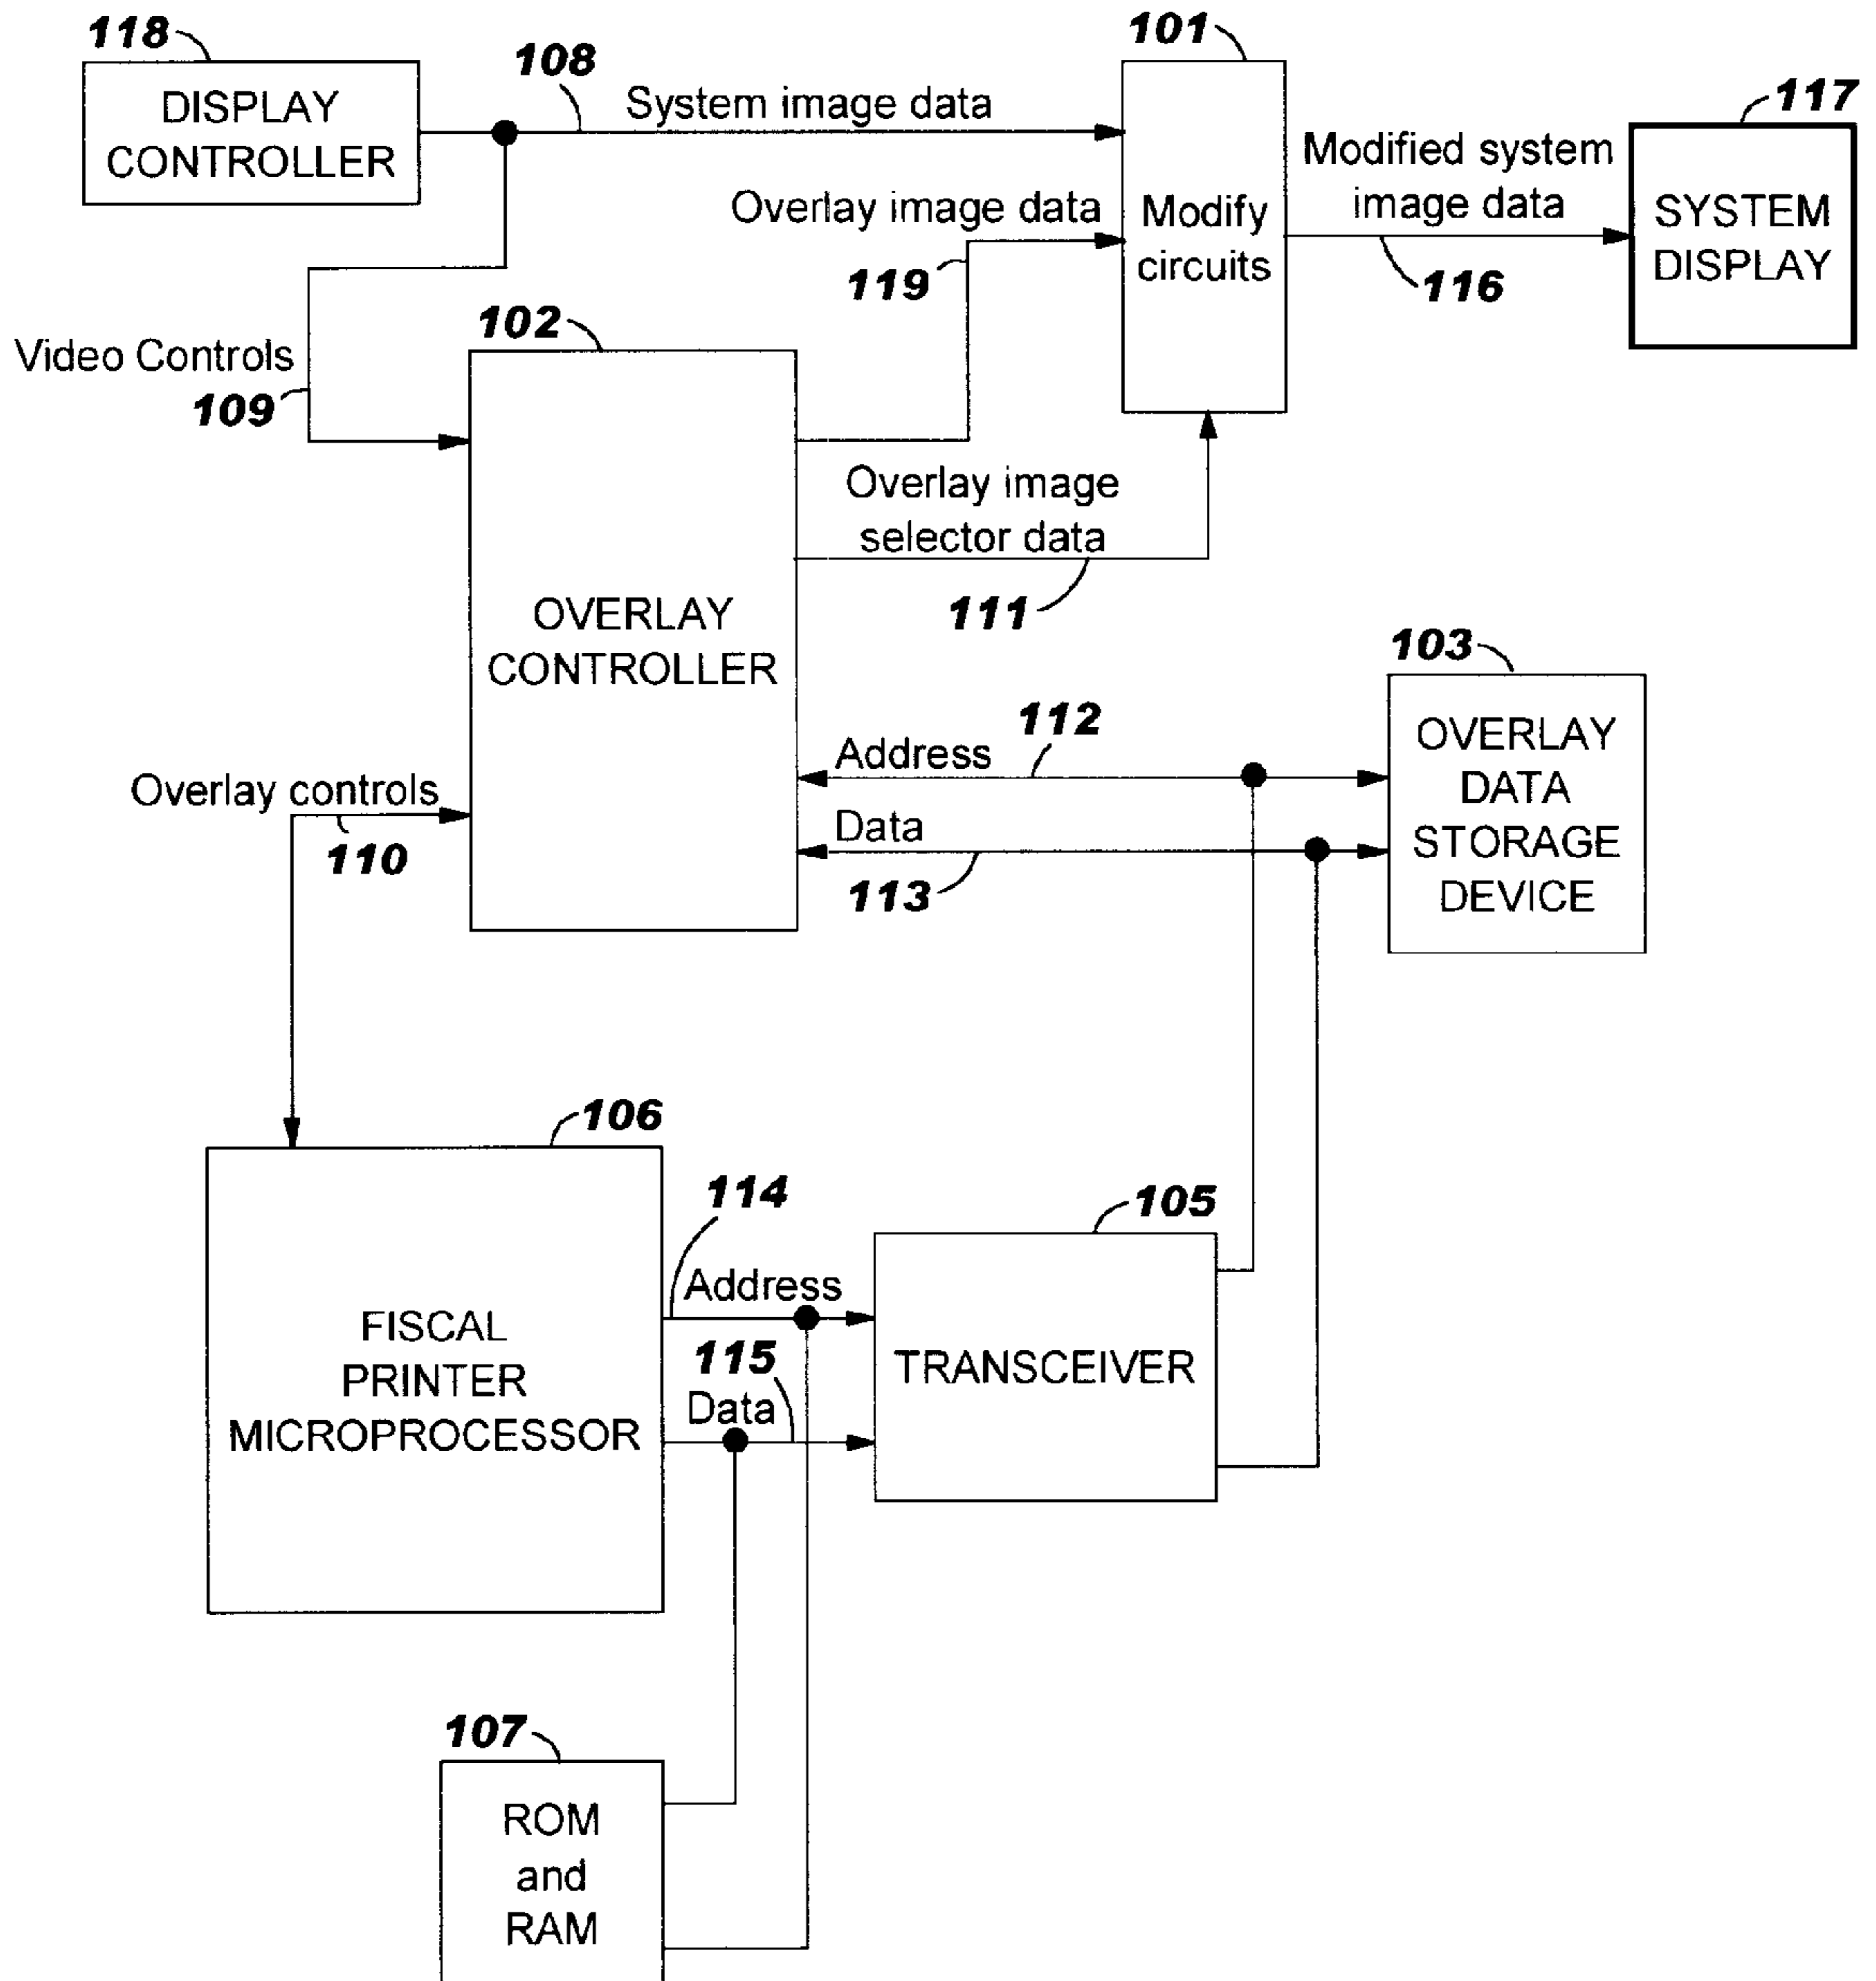 118
DISPLAY
CONTROLLER
108
System image data
101
Modify
circuits
117
SYSTEM
DISPLAY
Modified system
image data
116
Overlay image data
119
Video Controls
109
102
OVERLAY
CONTROLLER
Overlay image
selector data
111
103
OVERLAY
DATA
STORAGE
DEVICE
112
Address
Data
113
Overlay controls
110
106
FISCAL
PRINTER
MICROPROCESSOR
114
Address
115
Data
105
TRANSCEIVER
107
ROM
and
RAM